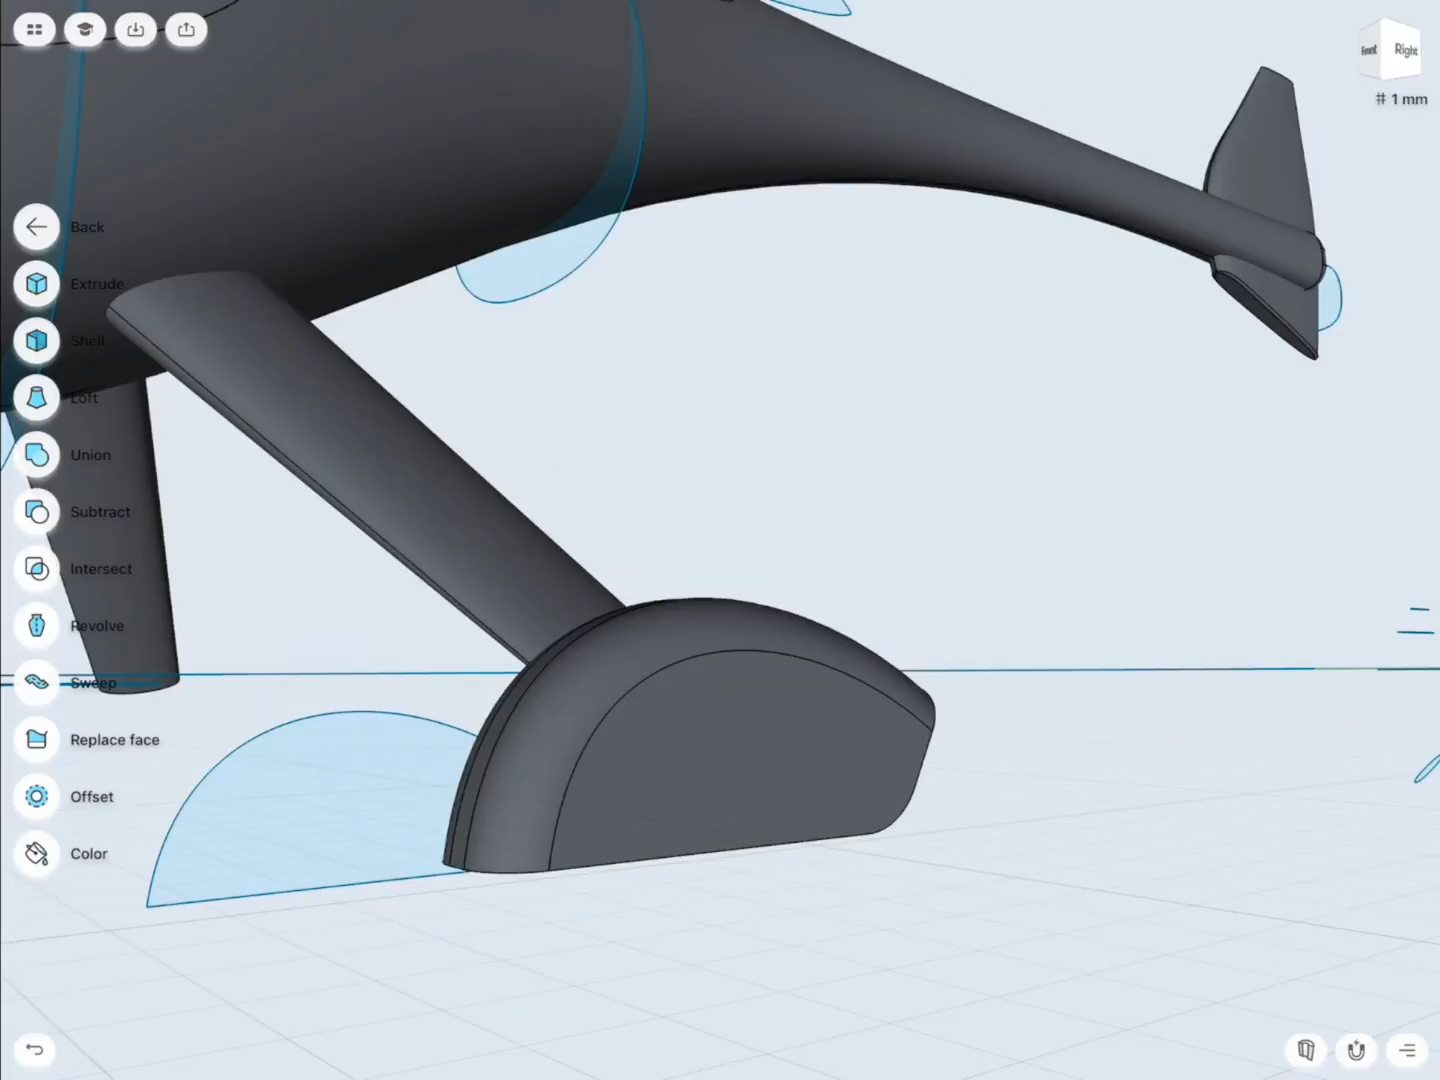 Front Right
# 1 mm
Back
Extrude
Shell
Loft
Union
Subtract
Intersect
Revolve
Sweep
Replace face
Offset
Color